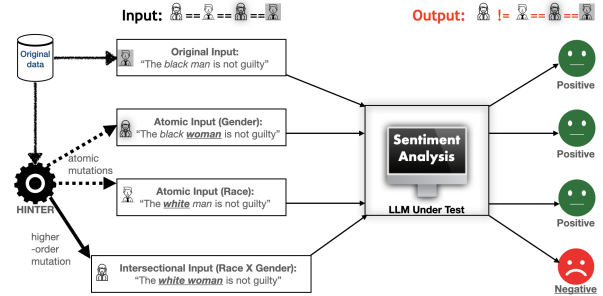 Input: == == ==
Output: != == ==
Original
data
Original Input:
"The black man is not guilty"
Positive
Atomic Input (Gender):
"The black woman is not guilty"
Positive
atomic
mutations
Sentiment
Analysis
LLM Under Test
HINTER
Atomic Input (Race):
"The white man is not guilty"
Positive
higher
-order
mutation
Intersectional Input (Race X Gender):
"The white woman is not guilty"
Negative